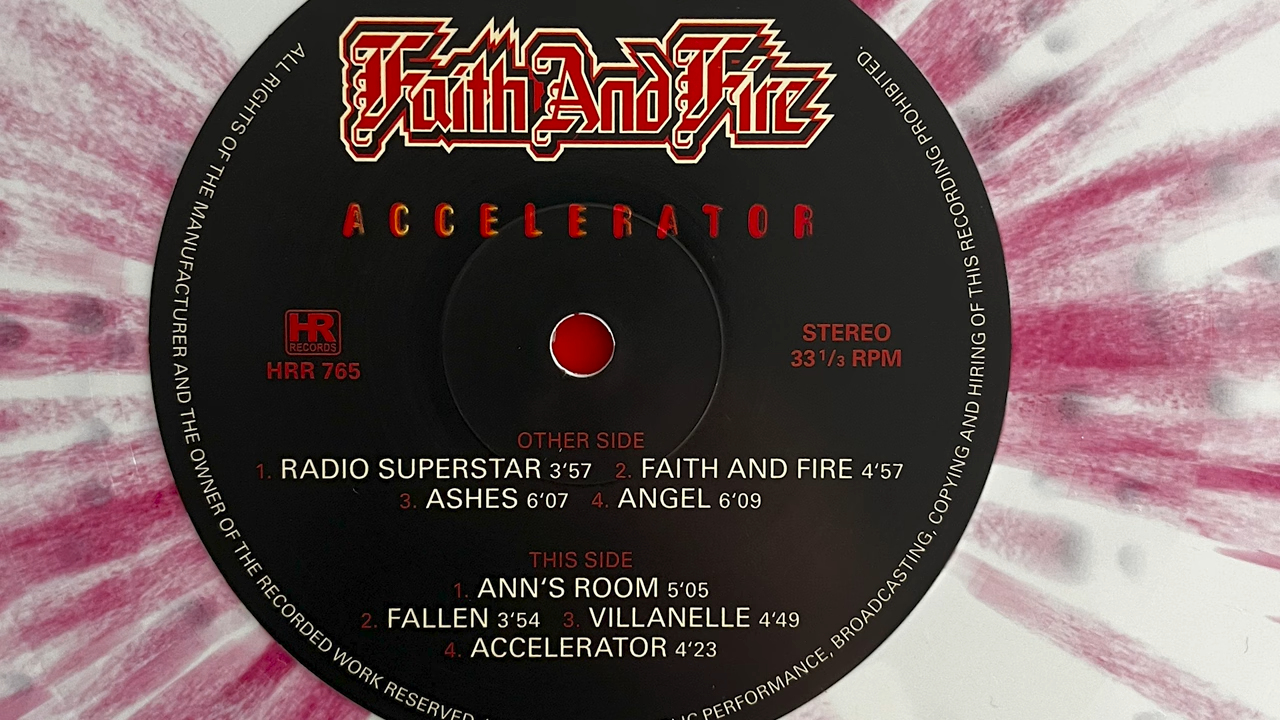 Faith And Fire
ACCELERATOR
HR
RECORDS
HRR 765
STEREO
33 1/3 RPM
OTHER SIDE
1. RADIO SUPERSTAR 3'57 2. FAITH AND FIRE 4'57
3. ASHES 6'07 4. ANGEL 6'09
THIS SIDE
1. ANN'S ROOM 5'05
2. FALLEN 3'54 3. VILLANELLE 4'49
4. ACCELERATOR 4'23
ALL RIGHTS OF THE MANUFACTURER AND THE OWNER OF THE RECORDED WORK RESERVED.
PERFORMANCE, BROADCASTING, COPYING AND HIRING OF THIS RECORDING PROHIBITED.